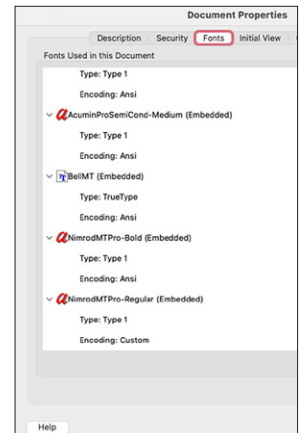 Document Properties
Description Security Fonts Initial View
Fonts Used in this Document
Type: Type 1
Encoding: Ansi
AcuminProSemiCond-Medium (Embedded)
Type: Type 1
Encoding: Ansi
BellMT (Embedded)
Type: TrueType
Encoding: Ansi
NimrodMTPro-Bold (Embedded)
Type: Type 1
Encoding: Ansi
NimrodMTPro-Regular (Embedded)
Type: Type 1
Encoding: Custom
Help